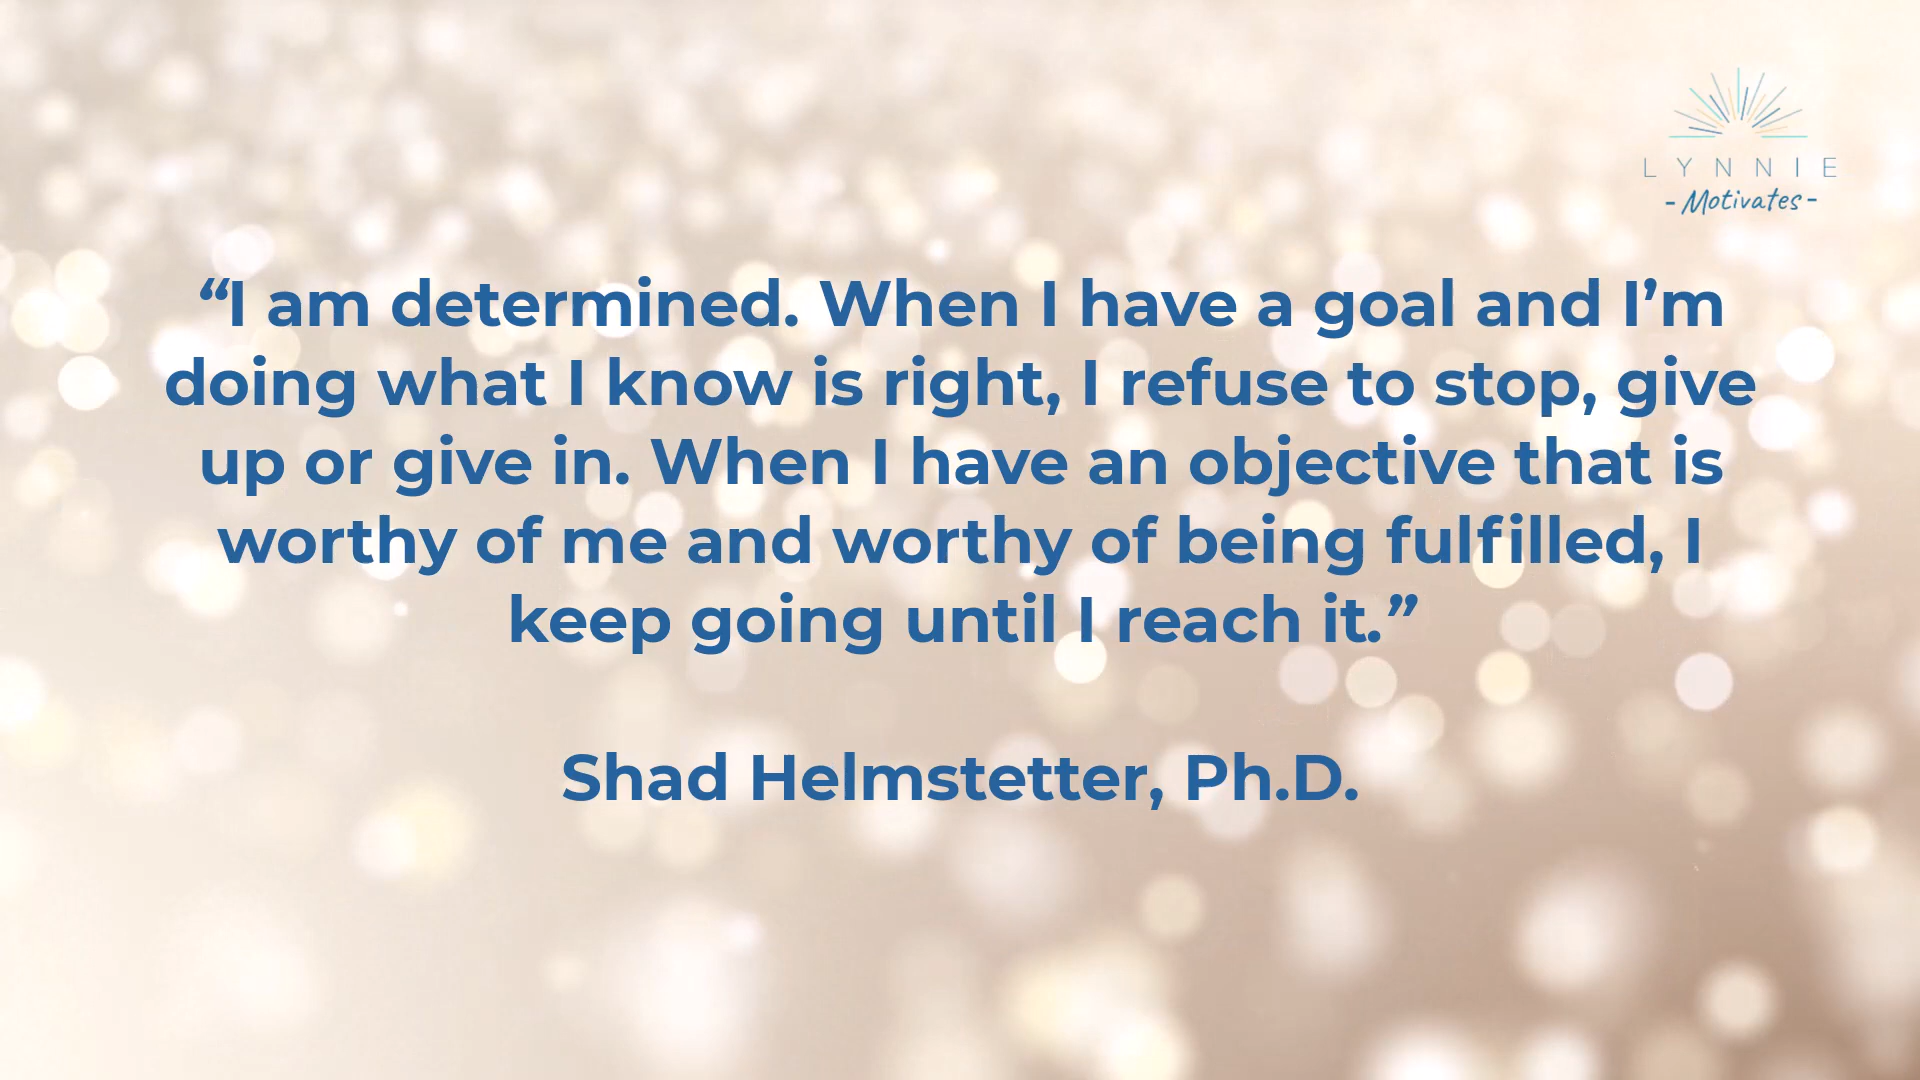 LYNNIE
- Motivates -
“I am determined. When I have a goal and I’m
doing what I know is right, I refuse to stop, give
up or give in. When I have an objective that is
worthy of me and worthy of being fulfilled, I
keep going until I reach it.”
Shad Helmstetter, Ph.D.